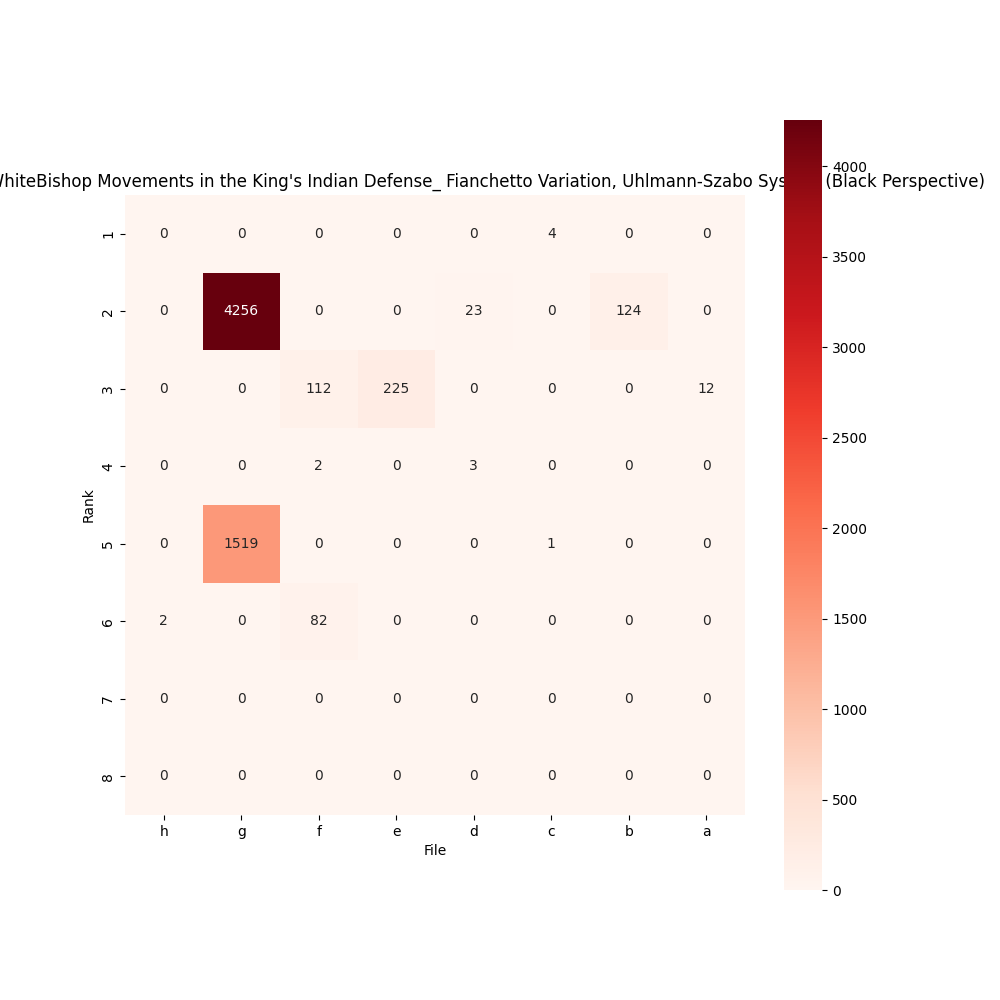 WhiteBishop Movements in the King's Indian Defense_ Fianchetto Variation, Uhlmann-Szabo Sys (Black Perspective)
4000
1 0 0 0 0 0 4 0 0
3500
2 0 4256 0 0 23 0 124 0
3000
3 0 0 112 225 0 0 0 12
2500
4 0 0 2 0 3 0 0 0
Rank
2000
5 0 1519 0 0 0 1 0 0
1500
6 2 0 82 0 0 0 0 0
1000
7 0 0 0 0 0 0 0 0
500
8 0 0 0 0 0 0 0 0
h g f e d c b a
File
0